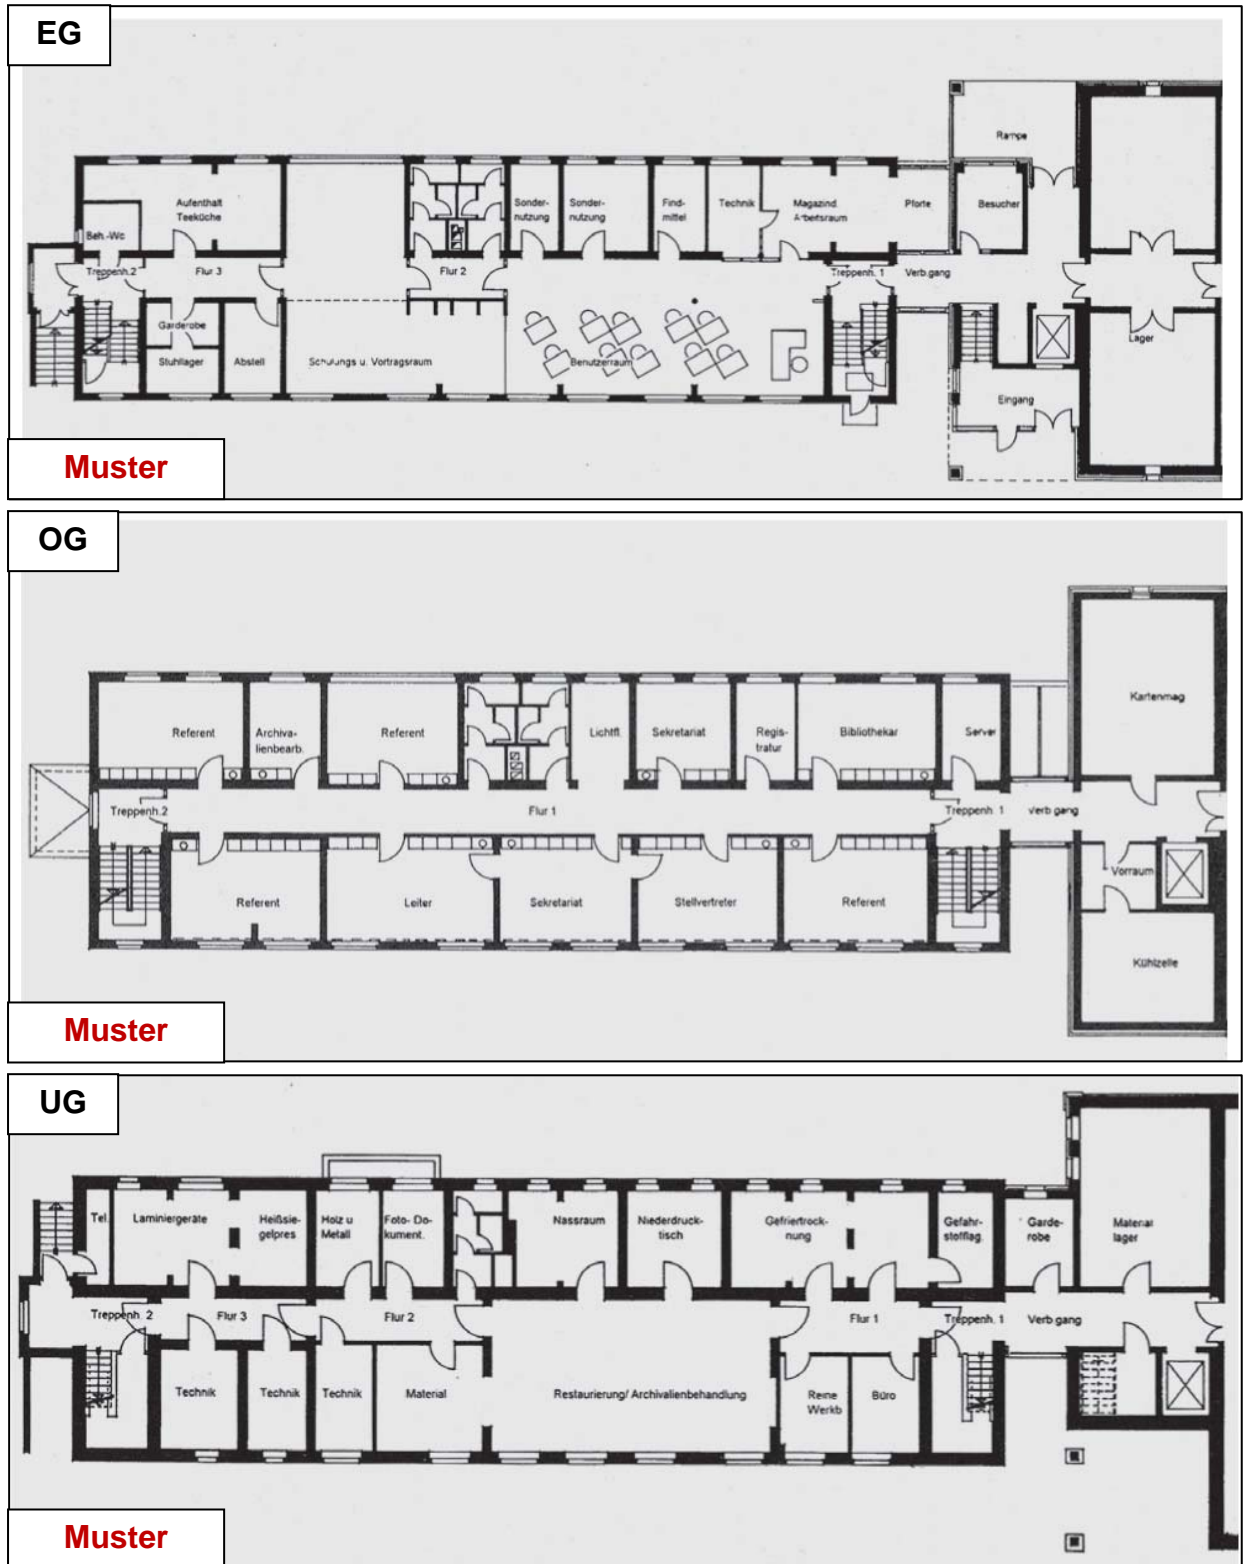 EG
Rampe
Aufenthalt
Teeküche
Sonder-
nutzung
Sonder-
nutzung
Find-
mittel
Technik
Magazind
Arbeitsraum
Pforte
Besucher
Beh.-Wc
Treppenh.2
Flur 3
Flur 2
Treppenh. 1
Verb.gang
Garderobe
Stuhllager
Abstell
Schulungs u. Vortragsraum
Benutzerraum
Lager
Eingang
Muster
OG
Kartenmag
Referent
Archiva-
lienbearb.
Referent
Lichtfl.
Sekretariat
Regis-
tratur
Bibliothekar
Server
Treppenh.2
Flur 1
Treppenh. 1
Verb gang
Vorraum
Referent
Leiter
Sekretariat
Stellvertreter
Referent
Kühlzelle
Muster
UG
Tel.
Laminiergeräte
Heißsie-
gelpres
Holz u
Metall
Foto- Do-
kument.
Nassraum
Niederdruck-
tisch
Gefriertrock-
nung
Gefahr-
stofflag.
Garde-
robe
Material
lager
Treppenh. 2
Flur 3
Flur 2
Flur 1
Treppenh. 1
Verb gang
Technik
Technik
Technik
Material
Restaurierung/ Archivalienbehandlung
Reine
Werkb
Büro
Muster